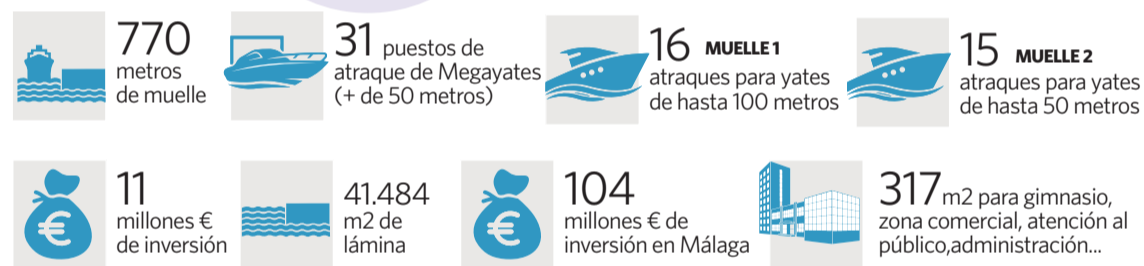 770
metros
de muelle
31 puestos de
atraque de Megayates
(+ de 50 metros)
16 MUELLE 1
atraques para yates
de hasta 100 metros
15 MUELLE 2
atraques para yates
de hasta 50 metros
11
millones €
de inversión
41.484
m2 de
lámina
104
millones € de
inversión en Málaga
317 m2 para gimnasio,
zona comercial, atención al
público,administración...